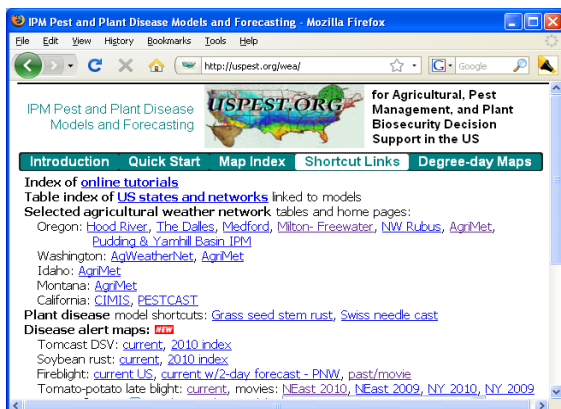 IPM Pest and Plant Disease Models and Forecasting - Mozilla Firefox
File Edit View History Bookmarks Tools Help
http://uspest.org/wea/
G Google
IPM Pest and Plant Disease
Models and Forecasting
USPEST.ORG
for Agricultural, Pest
Management, and Plant
Biosecurity Decision
Support in the US
Introduction Quick Start Map Index Shortcut Links Degree-day Maps
Index of online tutorials
Table index of US states and networks linked to models
Selected agricultural weather network tables and home pages:
Oregon: Hood River, The Dalles, Medford, Milton- Freewater, NW Rubus, AgriMet,
Pudding & Yamhill Basin IPM
Washington: AgWeatherNet, AgriMet
Idaho: AgriMet
Montana: AgriMet
California: CIMIS, PESTCAST
Plant disease model shortcuts: Grass seed stem rust, Swiss needle cast
Disease alert maps: NEW
Tomcast DSV: current, 2010 index
Soybean rust: current, 2010 index
Fireblight: current US, current w/2-day forecast - PNW, past/movie
Tomato-potato late blight: current, movies: NEast 2010, NEast 2009, NY 2010, NY 2009